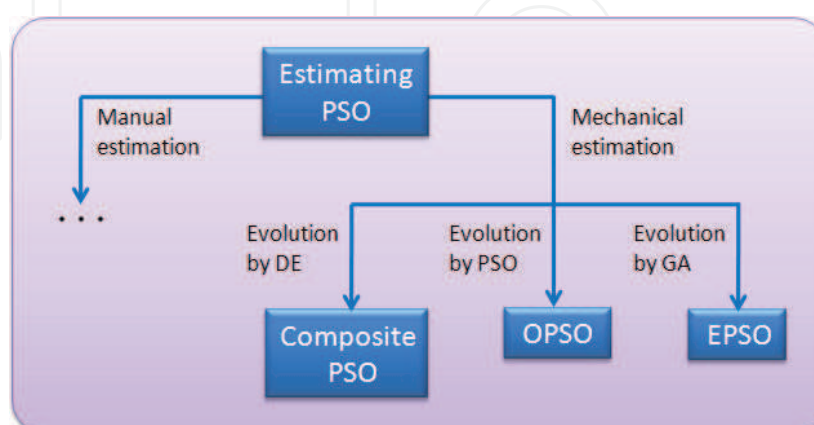 Estimating
PSO
Manual
estimation
Mechanical
estimation
. . .
Evolution
by DE
Evolution
by PSO
Evolution
by GA
Composite
PSO
OPSO
EPSO